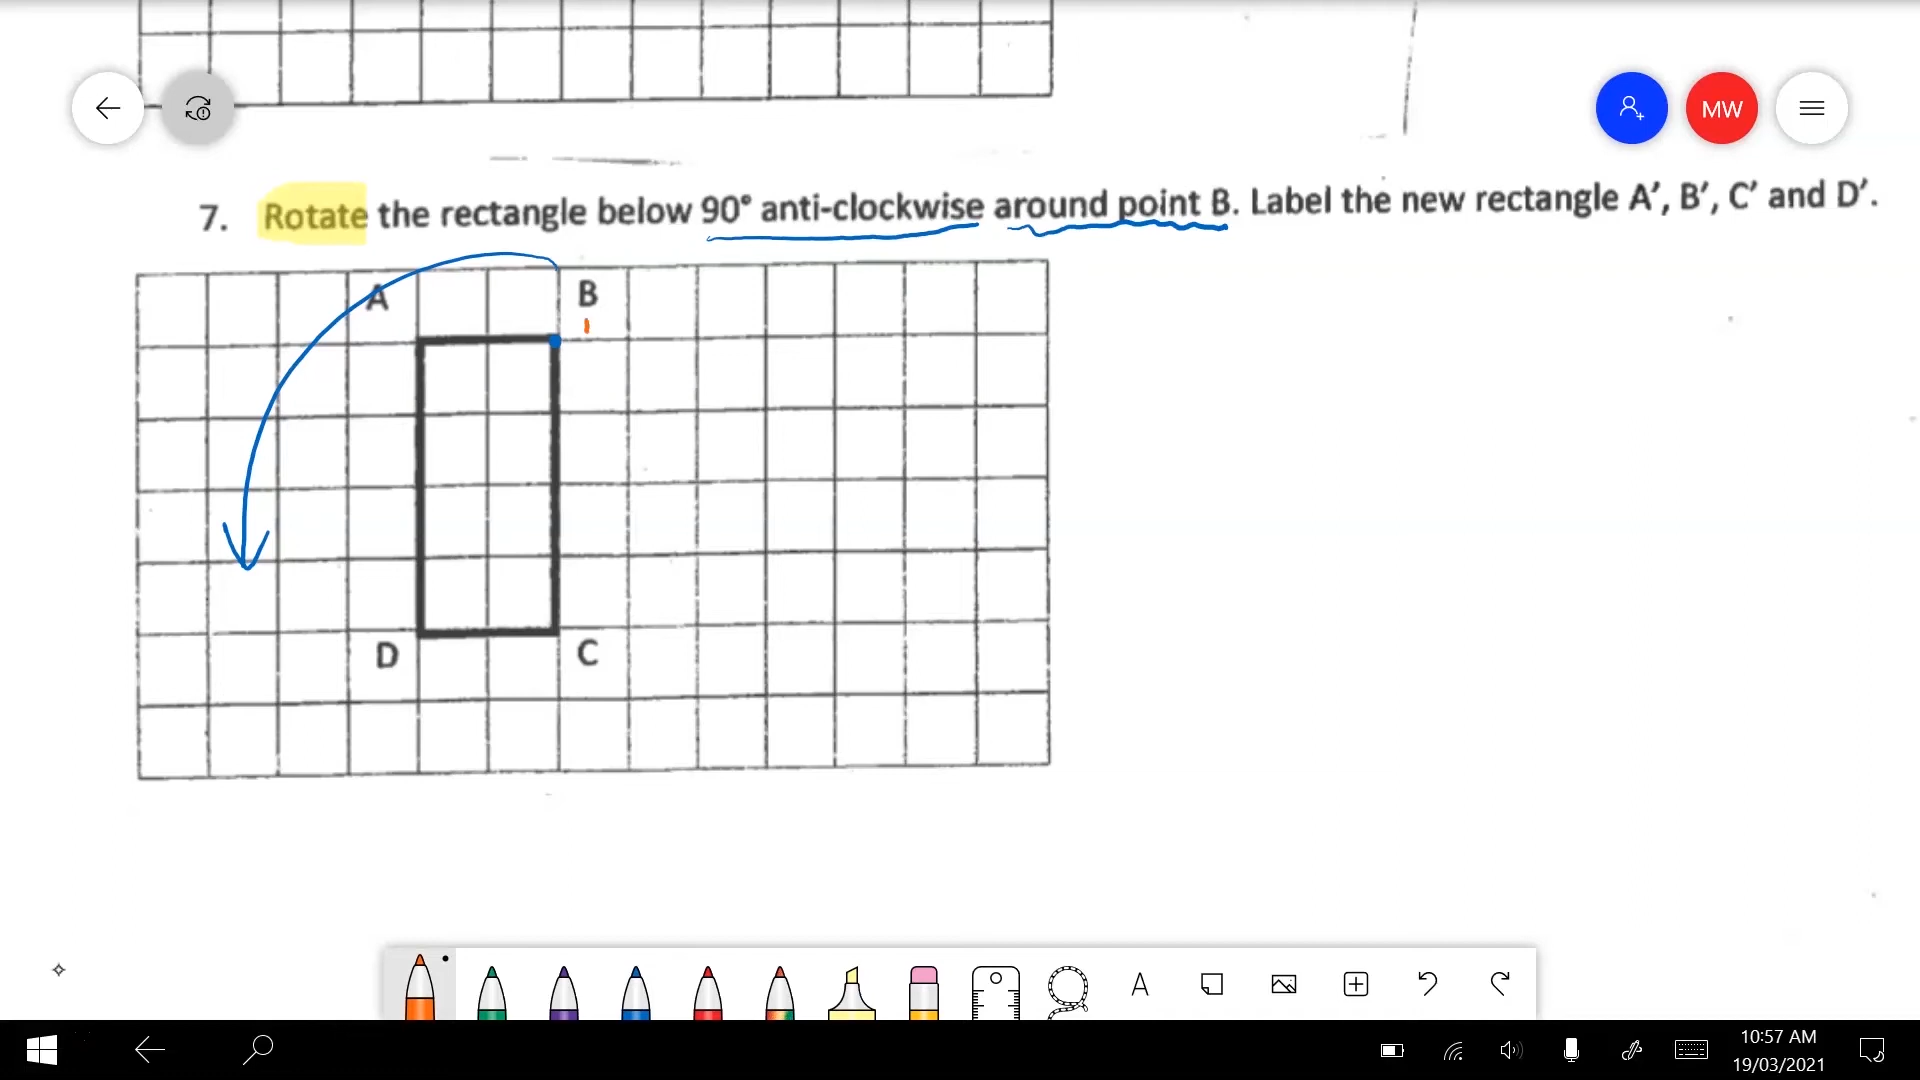 MW
7. Rotate the rectangle below 90° anti-clockwise around point B. Label the new rectangle A′, B′, C′ and D′.
A B
D C
A
10:57 AM
19/03/2021